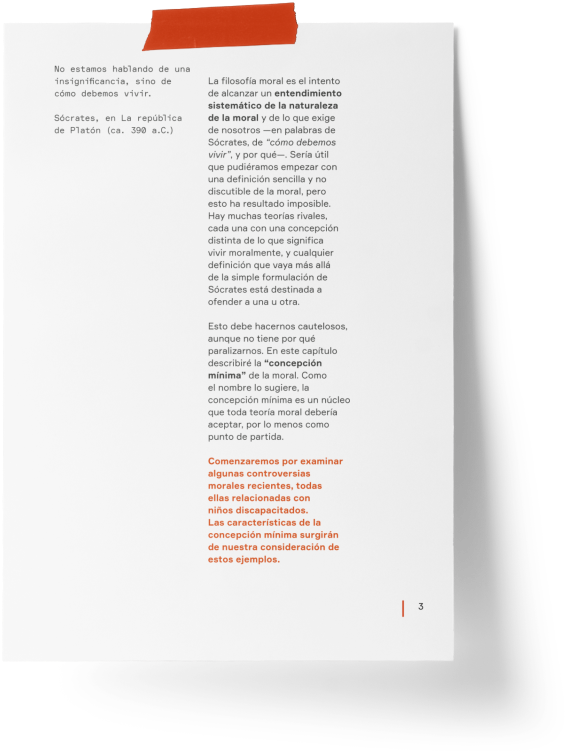 No estamos hablando de una
insignificancia, sino de
cómo debemos vivir.
Sócrates, en La república
de Platón (ca. 390 a.C.)
La filosofía moral es el intento
de alcanzar un entendimiento
sistemático de la naturaleza
de la moral y de lo que exige
de nosotros —en palabras de
Sócrates, de “cómo debemos
vivir”, y por qué—. Sería útil
que pudiéramos empezar con
una definición sencilla y no
discutible de la moral, pero
esto ha resultado imposible.
Hay muchas teorías rivales,
cada una con una concepción
distinta de lo que significa
vivir moralmente, y cualquier
definición que vaya más allá
de la simple formulación de
Sócrates está destinada a
ofender a una u otra.
Esto debe hacernos cautelosos,
aunque no tiene por qué
paralizarnos. En este capítulo
describiré la “concepción
mínima” de la moral. Como
el nombre lo sugiere, la
concepción mínima es un núcleo
que toda teoría moral debería
aceptar, por lo menos como
punto de partida.
Comenzaremos por examinar
algunas controversias
morales recientes, todas
ellas relacionadas con
niños discapacitados.
Las características de la
concepción mínima surgirán
de nuestra consideración de
estos ejemplos.
3